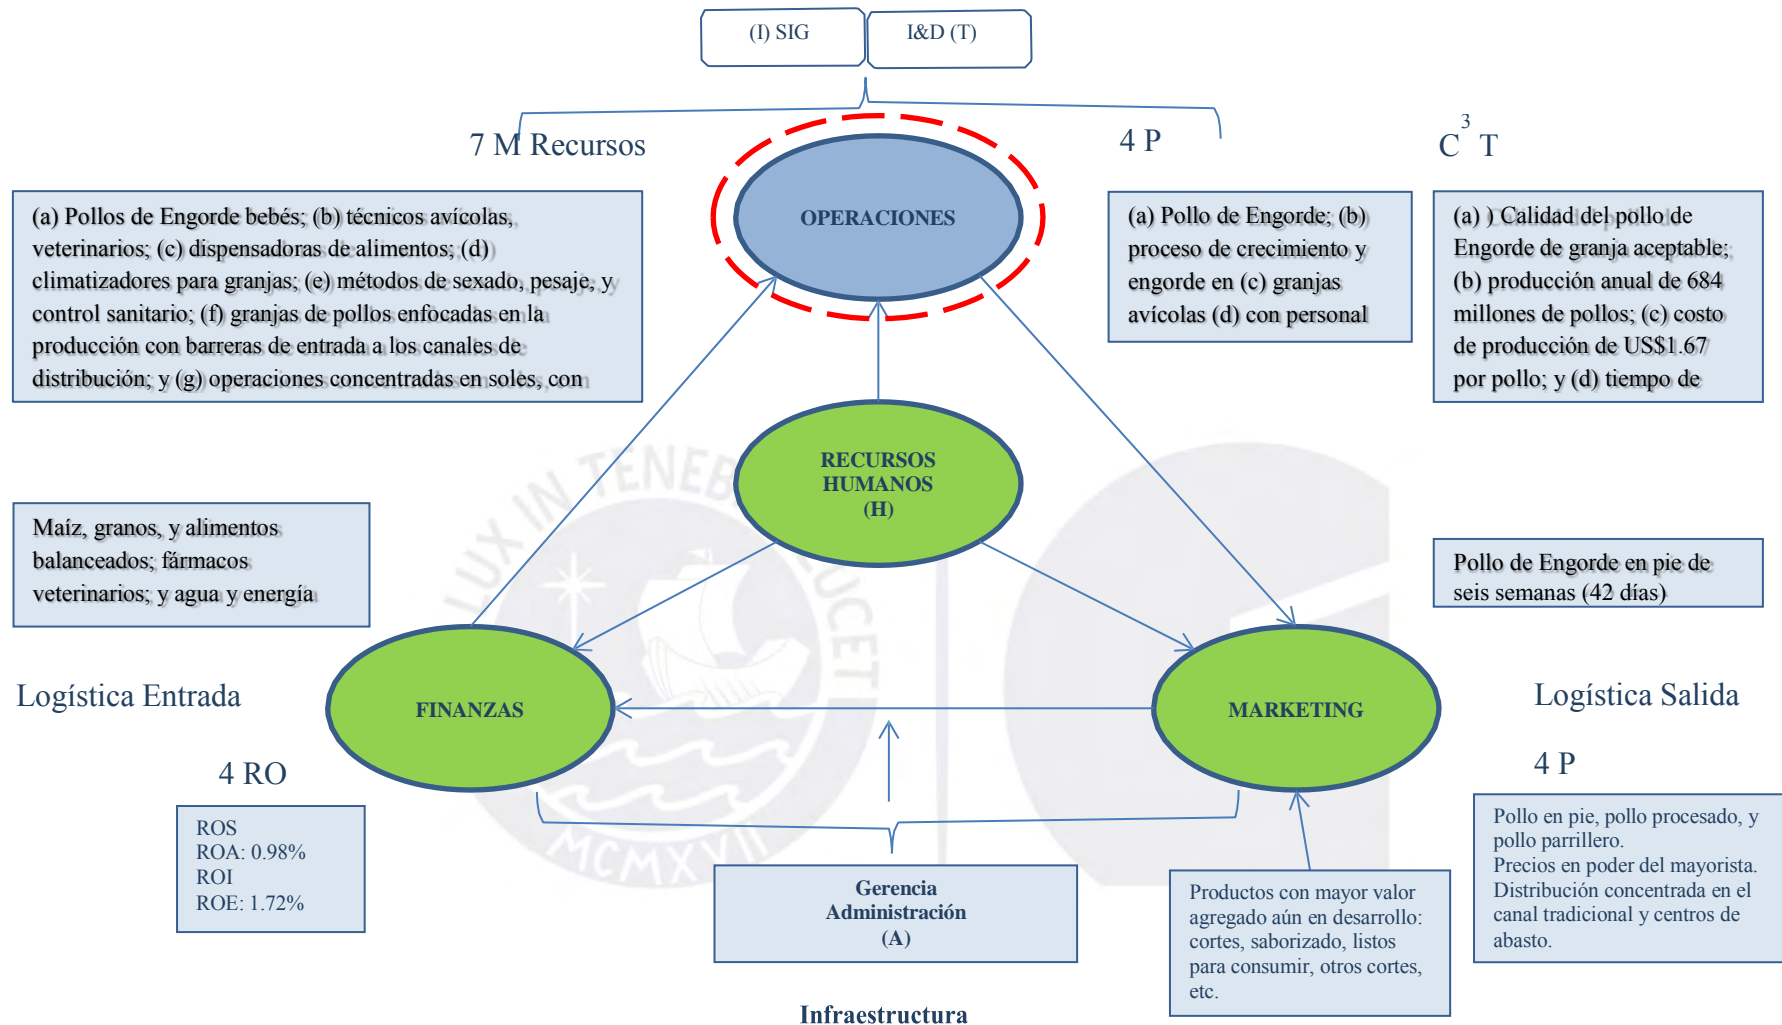 (I) SIG
I&D (T)
7 M Recursos
4 P
C³ T
(a) Pollos de Engorde bebés; (b) técnicos avícolas,
veterinarios; (c) dispensadoras de alimentos; (d)
climatizadores para granjas; (e) métodos de sexado, pesaje, y
control sanitario; (f) granjas de pollos enfocadas en la
producción con barreras de entrada a los canales de
distribución; y (g) operaciones concentradas en soles, con
OPERACIONES
(a) Pollo de Engorde; (b)
proceso de crecimiento y
engorde en (c) granjas
avícolas (d) con personal
(a) ) Calidad del pollo de
Engorde de granja aceptable;
(b) producción anual de 684
millones de pollos; (c) costo
de producción de US$1.67
por pollo; y (d) tiempo de
RECURSOS
HUMANOS
(H)
Maíz, granos, y alimentos
balanceados; fármacos
veterinarios; y agua y energía
Pollo de Engorde en pie de
seis semanas (42 días)
Logística Entrada
FINANZAS
MARKETING
Logística Salida
4 RO
4 P
ROS
ROA: 0.98%
ROI
ROE: 1.72%
Gerencia
Administración
(A)
Productos con mayor valor
agregado aún en desarrollo:
cortes, saborizado, listos
para consumir, otros cortes,
etc.
Pollo en pie, pollo procesado, y
pollo parrillero.
Precios en poder del mayorista.
Distribución concentrada en el
canal tradicional y centros de
abasto.
Infraestructura
LUX IN TENEBRIS LUCET
MCMXVII